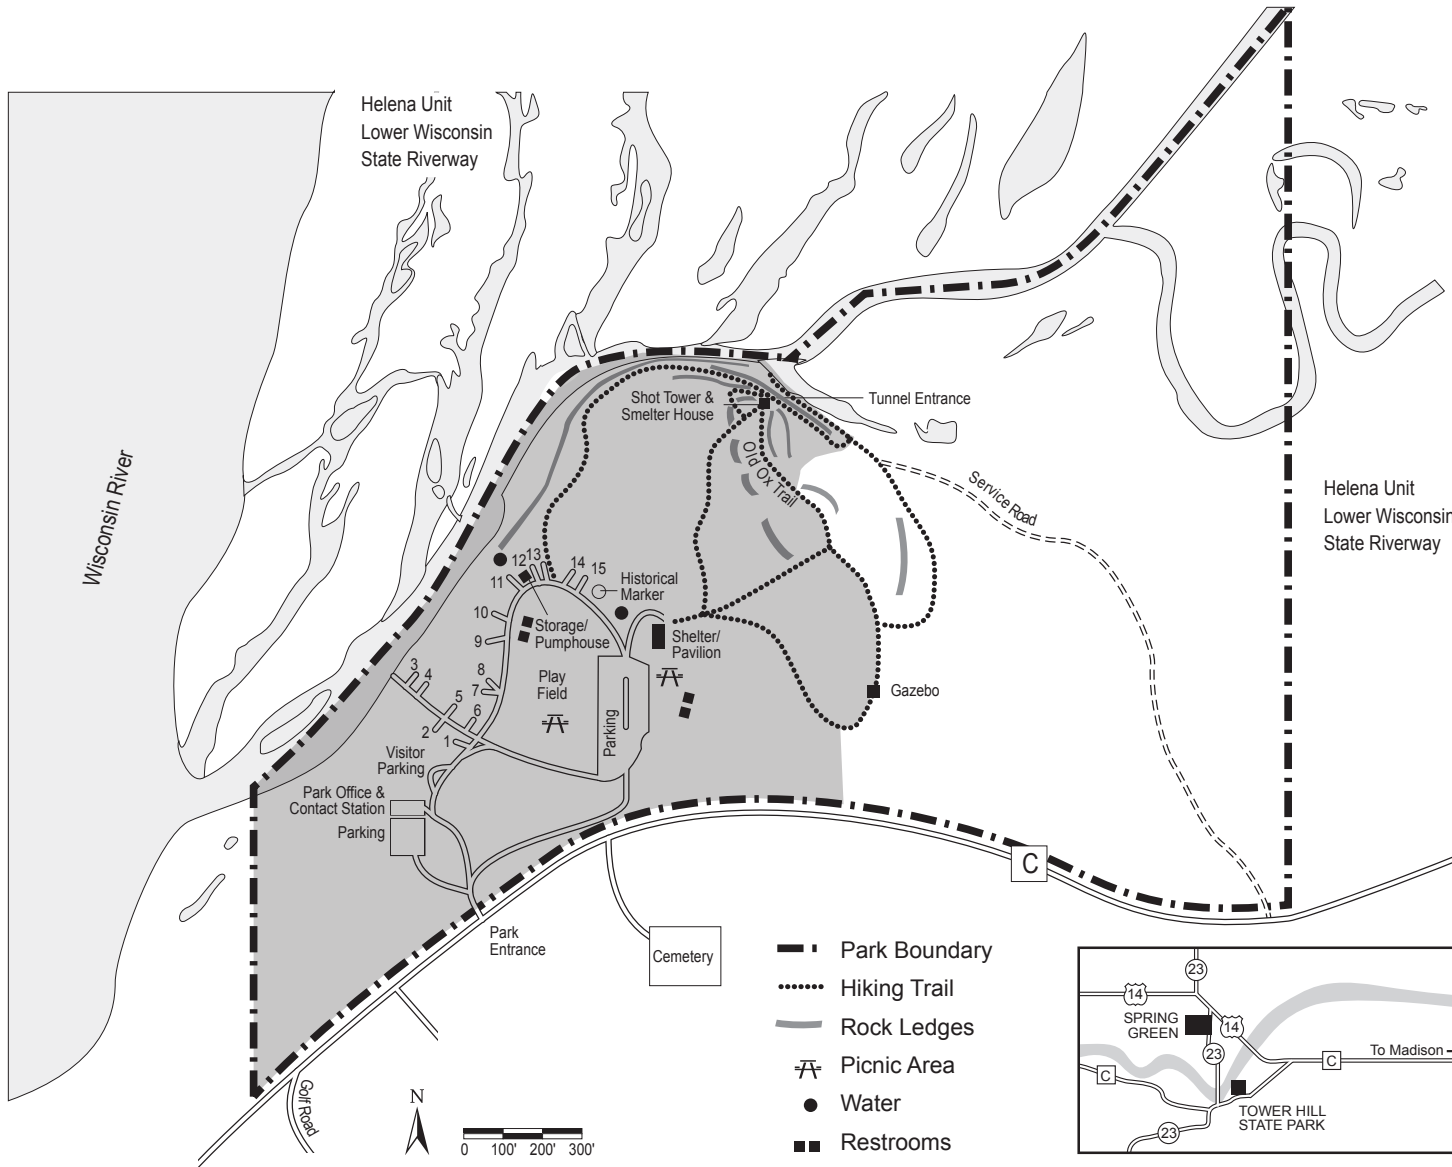 Helena Unit
Lower Wisconsin
State Riverway
Wisconsin River
Shot Tower &
Smelter House
Tunnel Entrance
Old Ox Trail
Service Road
Helena Unit
Lower Wisconsin
State Riverway
12
13
14
15
11
Historical
Marker
10
Storage/
Pumphouse
9
Shelter/
Pavilion
3
4
8
7
Play
Field
5
6
2
1
Gazebo
Parking
Visitor
Parking
Park Office &
Contact Station
Parking
C
Park
Entrance
Cemetery
Golf Road
N
0 100' 200' 300'
Park Boundary
Hiking Trail
Rock Ledges
Picnic Area
Water
Restrooms
23
14
SPRING
GREEN
14
23
To Madison
C
C
TOWER HILL
STATE PARK
23